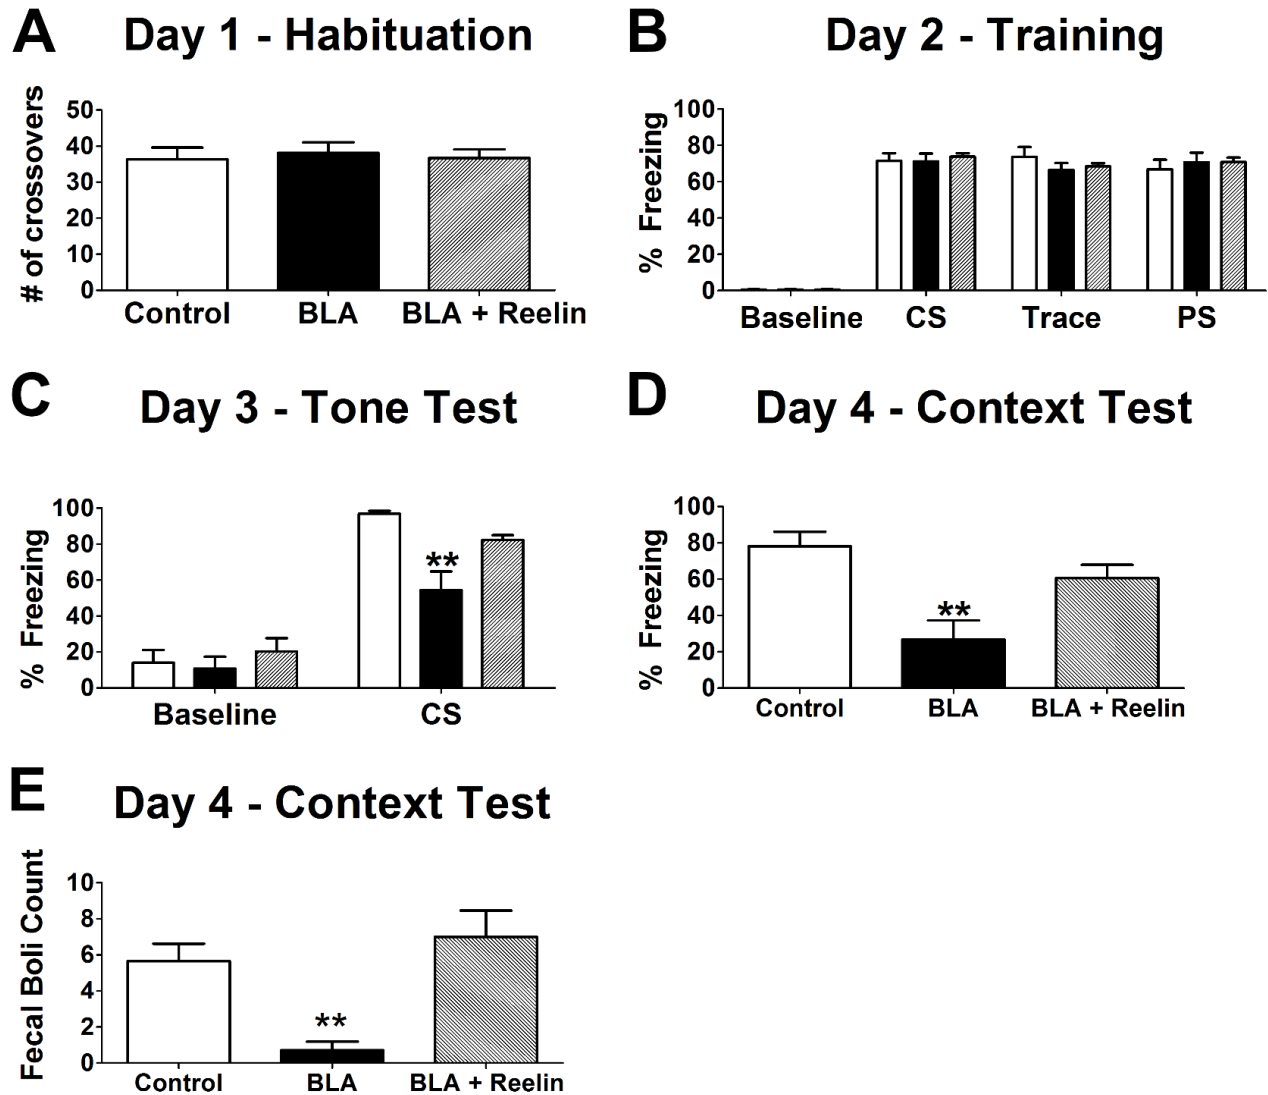 A
Day 1 - Habituation
# of crossovers
50
40
30
20
10
0
Control
BLA
BLA + Reelin
B
Day 2 - Training
% Freezing
100
80
60
40
20
0
Baseline
CS
Trace
PS
C
Day 3 - Tone Test
% Freezing
100
80
60
40
20
0
**
Baseline
CS
D
Day 4 - Context Test
% Freezing
100
80
60
40
20
0
**
Control
BLA
BLA + Reelin
E
Day 4 - Context Test
Fecal Boli Count
10
8
6
4
2
0
**
Control
BLA
BLA + Reelin